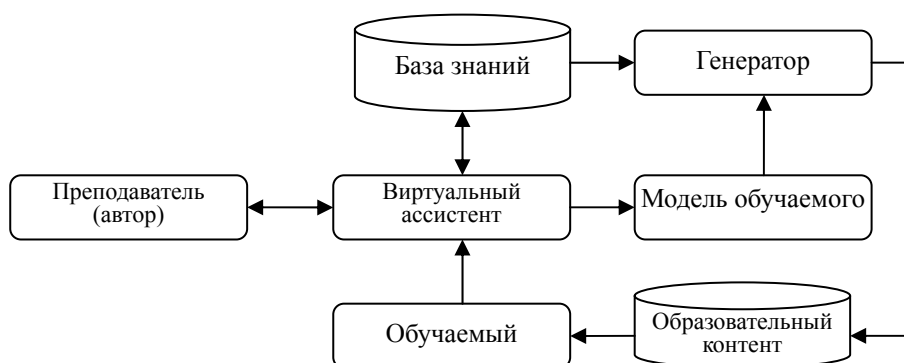 База знаний
Генератор
Преподаватель
(автор)
Виртуальный
ассистент
Модель обучаемого
Обучаемый
Образовательный
контент